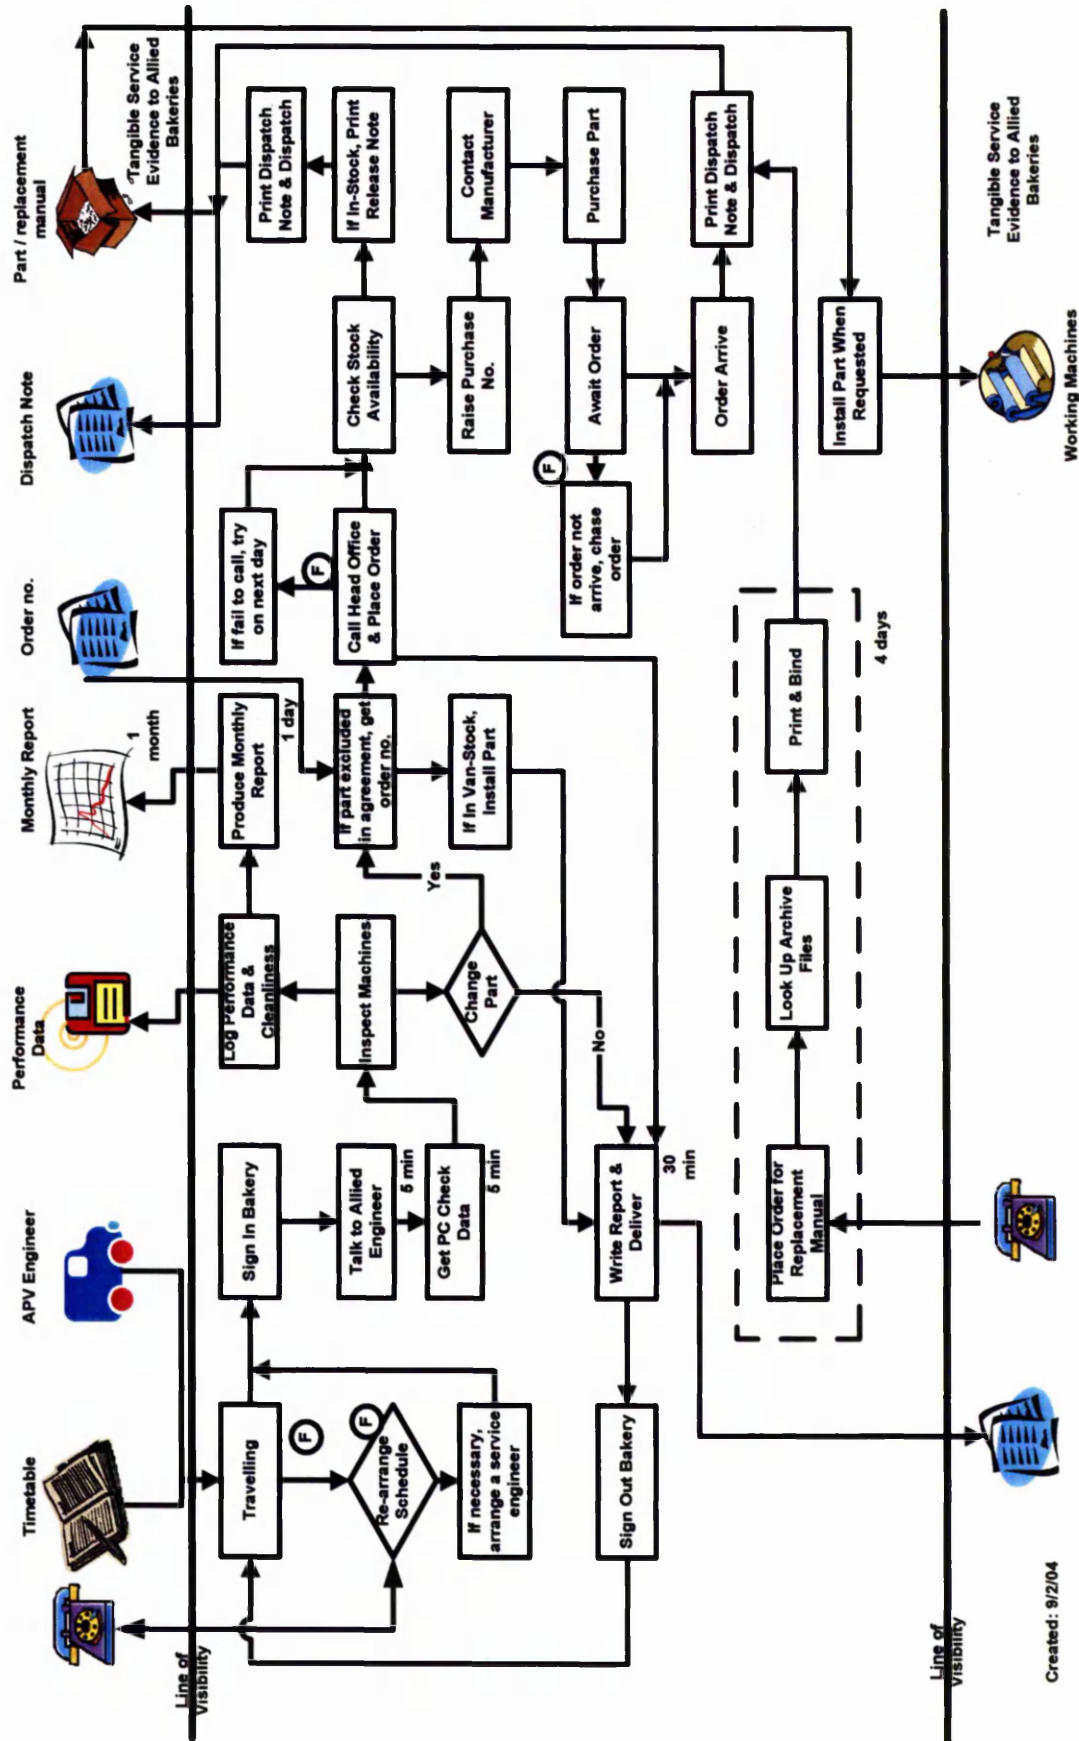 Timetable
APV Engineer
Performance
Data
Monthly Report
1
month
Order no.
Dispatch Note
Part / replacement
manual
Tangible Service
Evidence to Allied
Bakeries
Line of
Visibility
Travelling
F
Re-arrange
Schedule
F
If necessary,
arrange a service
engineer
Sign In Bakery
Talk to Allied
Engineer
5 min
Get PC Check
Data
5 min
Log Performance
Data &
Cleanliness
Inspect Machines
Change
Part
Yes
No
Produce Monthly
Report
1 day
If part excluded
in agreement, get
order no.
If In Van-Stock,
Install Part
If fail to call, try
on next day
F
Call Head Office
& Place Order
Check Stock
Availability
Print Dispatch
Note & Dispatch
If In-Stock, Print
Release Note
Raise Purchase
No.
Contact
Manufacturer
Purchase Part
Await Order
F
If order not
arrive, chase
order
Order Arrive
Print Dispatch
Note & Dispatch
Sign Out Bakery
Write Report &
Deliver
30
min
Place Order for
Replacement
Manual
Look Up Archive
Files
Print & Bind
4 days
Install Part When
Requested
Line of
Visibility
Created: 9/2/04
Working Machines
Tangible Service
Evidence to Allied
Bakeries